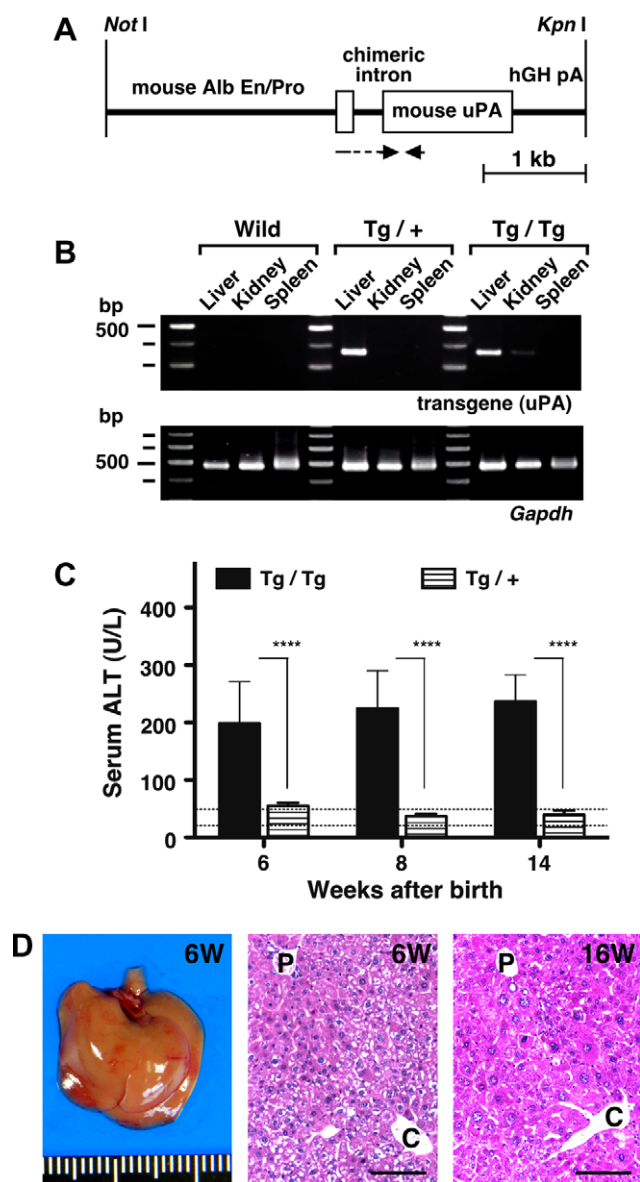 A
Not I
Kpn I
mouse Alb En/Pro
chimeric
intron
hGH pA
mouse uPA
1 kb
B
Wild
Tg / +
Tg / Tg
Liver
Kidney
Spleen
Liver
Kidney
Spleen
Liver
Kidney
Spleen
bp
500
transgene (uPA)
bp
500
Gapdh
C
Tg / Tg
Tg / +
Serum ALT (U/L)
400
300
200
100
0
****
****
****
6
8
14
Weeks after birth
D
6W
P
6W
C
P
16W
C